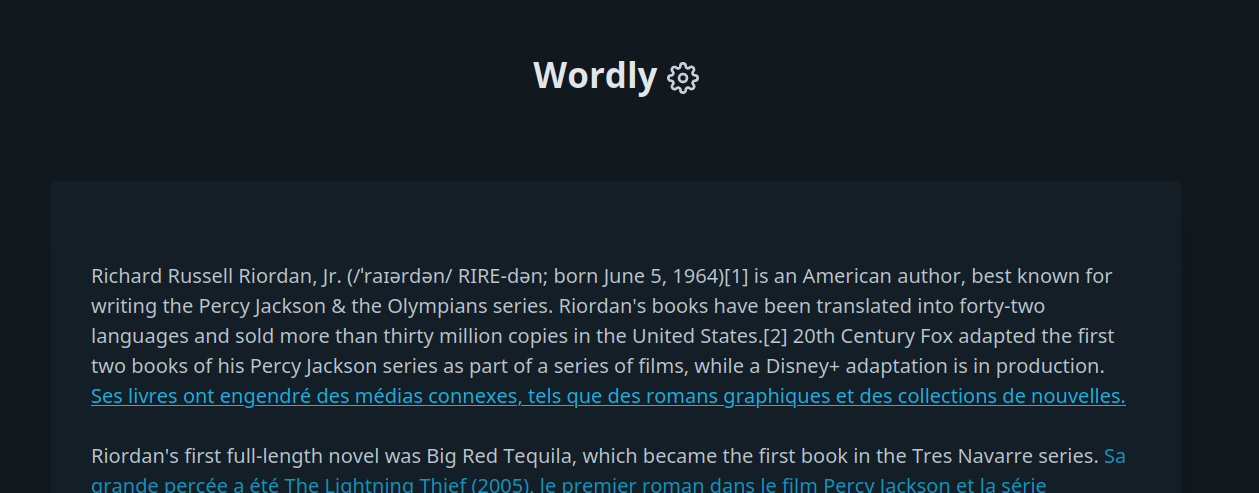 Wordly
Richard Russell Riordan, Jr. (/ˈraɪərdən/ RIRE-dən; born June 5, 1964)[1] is an American author, best known for
writing the Percy Jackson & the Olympians series. Riordan's books have been translated into forty-two
languages and sold more than thirty million copies in the United States.[2] 20th Century Fox adapted the first
two books of his Percy Jackson series as part of a series of films, while a Disney+ adaptation is in production.
Ses livres ont engendré des médias connexes, tels que des romans graphiques et des collections de nouvelles.
Riordan's first full-length novel was Big Red Tequila, which became the first book in the Tres Navarre series. Sa
grande percée a été The Lightning Thief (2005), le premier roman dans le film Percy Jackson et la série